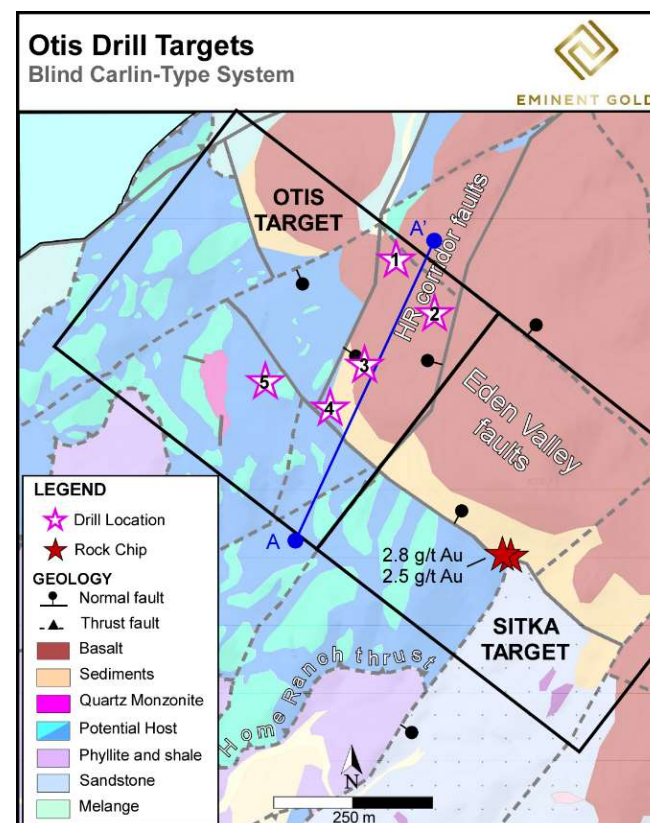 Otis Drill Targets
Blind Carlin-Type System
EMINENT GOLD
OTIS
TARGET
A'
HR corridor faults
1
2
3
4
5
Eden Valley
faults
A
2.8 g/t Au
2.5 g/t Au
SITKA
TARGET
Home Ranch thrust
LEGEND
Drill Location
Rock Chip
GEOLOGY
Normal fault
Thrust fault
Basalt
Sediments
Quartz Monzonite
Potential Host
Phyllite and shale
Sandstone
Melange
N
250 m